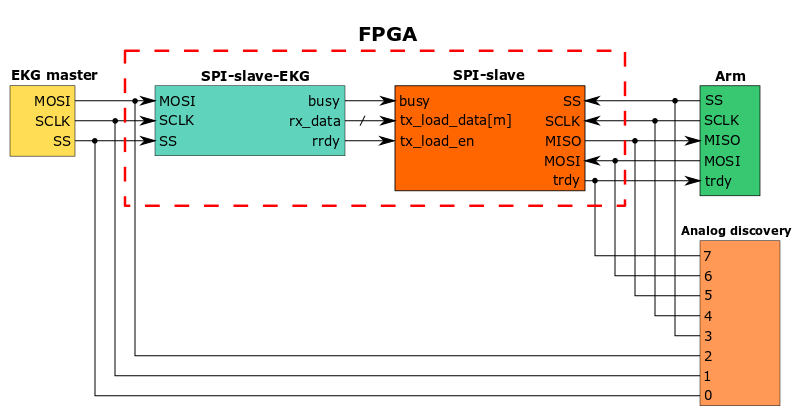 FPGA
EKG master
SPI-slave-EKG
SPI-slave
Arm
MOSI
SCLK
SS
MOSI
SCLK
SS
busy
rx_data
rrdy
/
busy
tx_load_data[m]
tx_load_en
SS
SCLK
MISO
MOSI
trdy
SS
SCLK
MISO
MOSI
trdy
Analog discovery
7
6
5
4
3
2
1
0